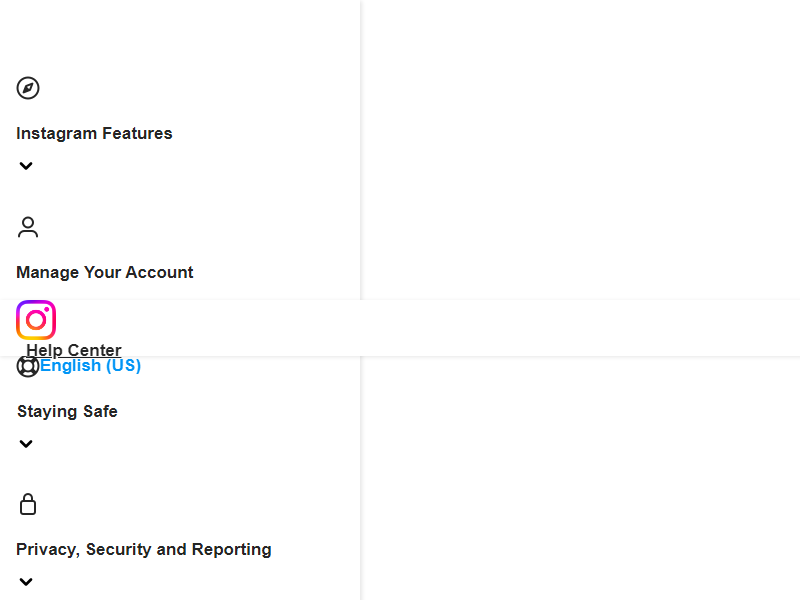 Instagram Features
Manage Your Account
Help Center
English (US)
Staying Safe
Privacy, Security and Reporting